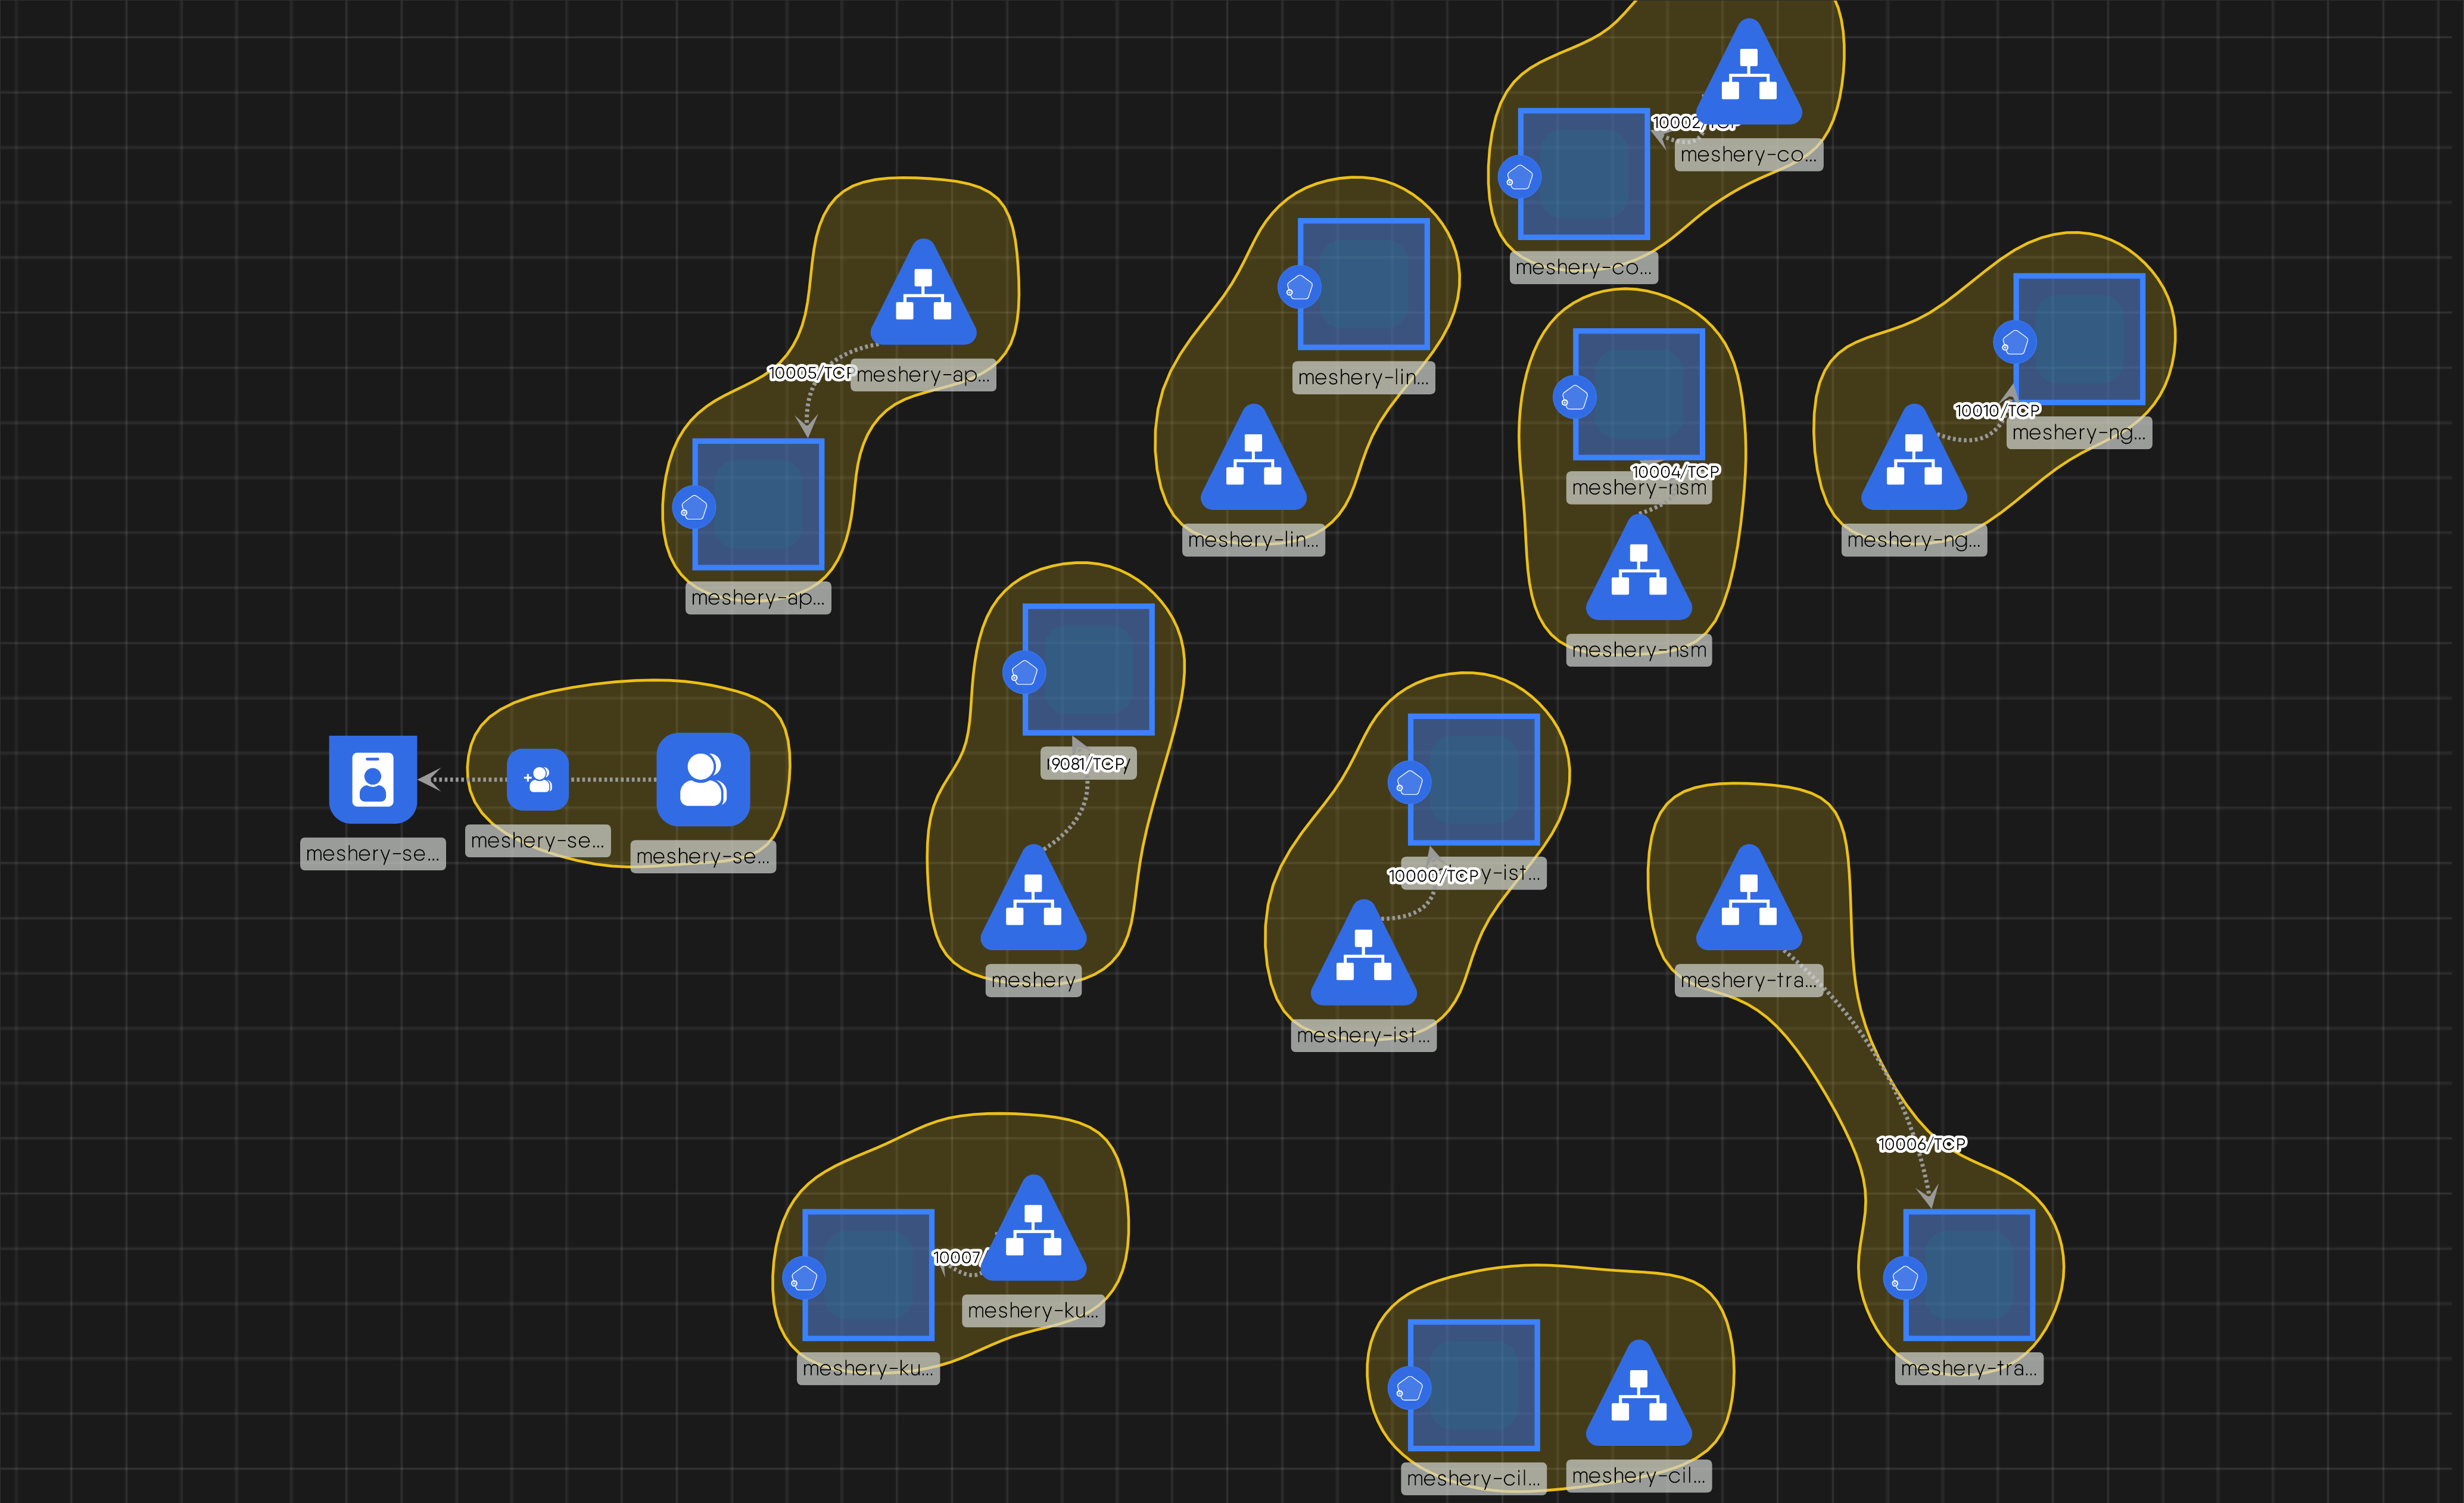 10002/TCP
meshery-co...
meshery-co...
10005/TCP
meshery-ap...
meshery-ap...
meshery-lin...
meshery-lin...
10004/TCP
meshery-nsm
meshery-nsm
10010/TCP
meshery-ng...
meshery-ng...
meshery-se...
meshery-se...
meshery-se...
9081/TCP
meshery
10000/TCP
y-ist...
meshery-ist...
meshery-tra...
10006/TCP
meshery-tra...
10007/
meshery-ku...
meshery-ku...
meshery-cil...
meshery-cil...